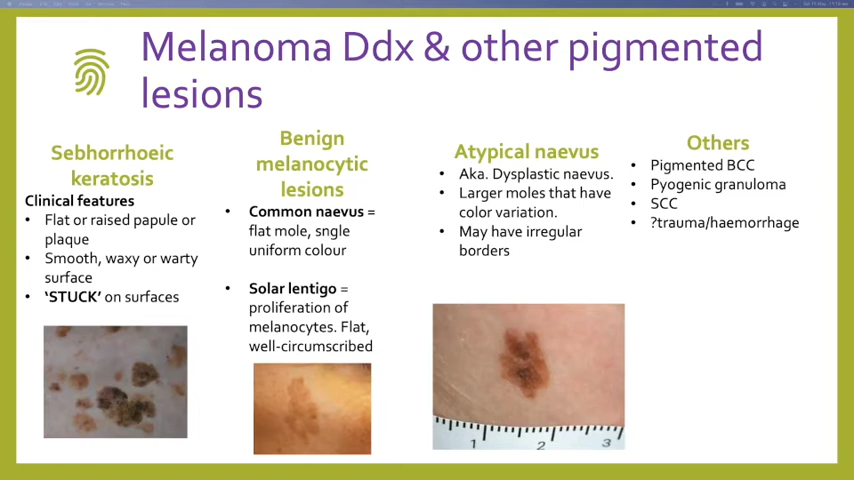 Melanoma Ddx & other pigmented
lesions
Sebhorrhoeic
keratosis
Clinical features
• Flat or raised papule or
plaque
• Smooth, waxy or warty
surface
• ‘STUCK’ on surfaces
Benign
melanocytic
lesions
• Common naevus =
flat mole, sngle
uniform colour
• Solar lentigo =
proliferation of
melanocytes. Flat,
well-circumscribed
Atypical naevus
• Aka. Dysplastic naevus.
• Larger moles that have
color variation.
• May have irregular
borders
1 2 3
Others
• Pigmented BCC
• Pyogenic granuloma
• SCC
• ?trauma/haemorrhage